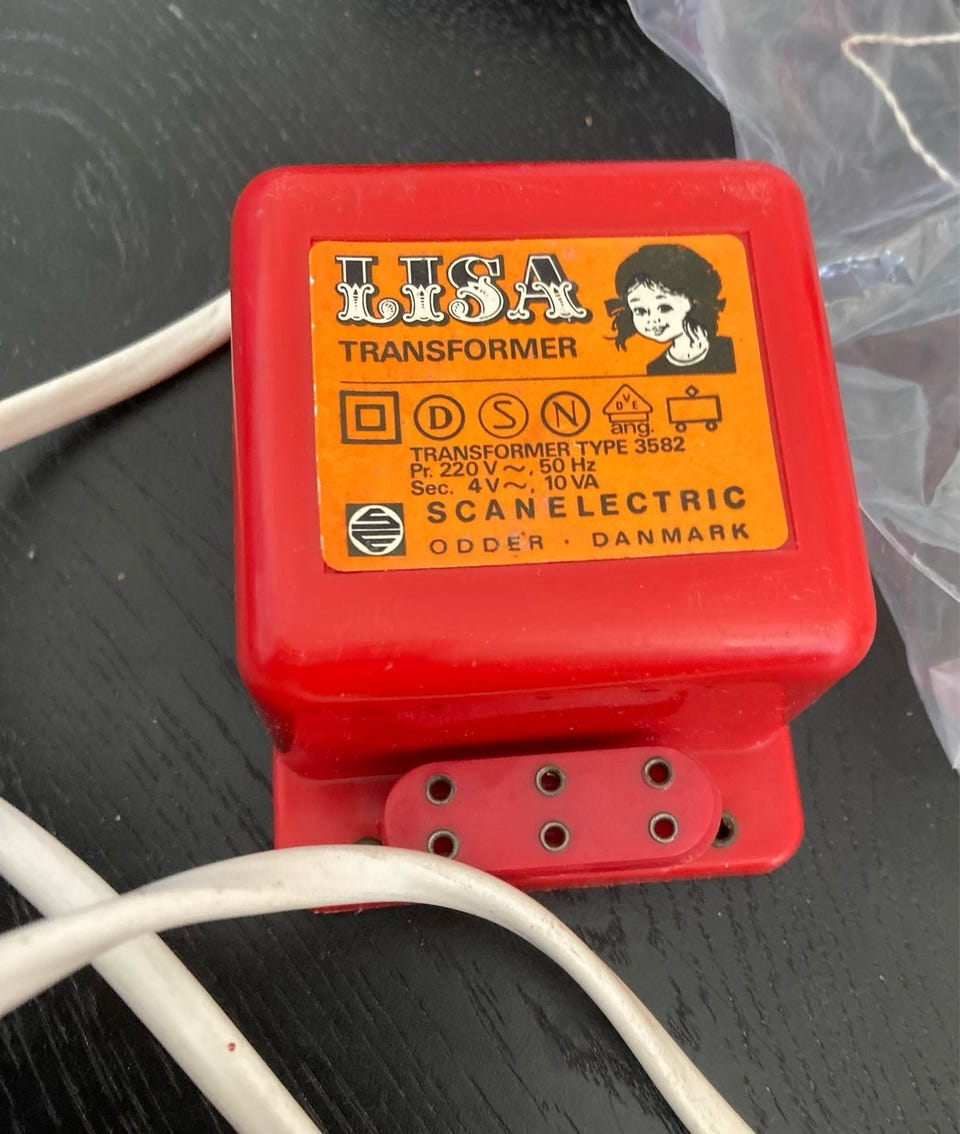 LISA
TRANSFORMER
D S N DVE
ang.
TRANSFORMER TYPE 3582
Pr. 220 V ~, 50 Hz
Sec. 4 V ~, 10 VA
SCANELECTRIC
ODDER · DANMARK